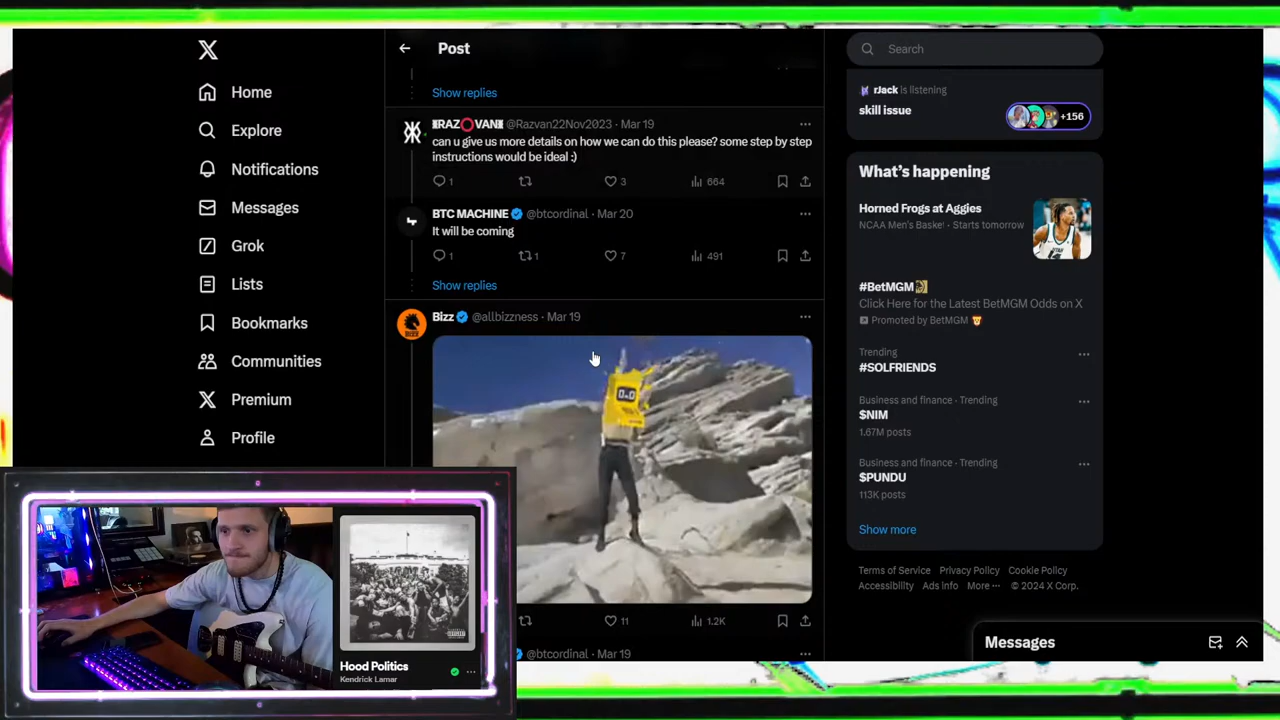 Home
Explore
Notifications
Messages
Grok
Lists
Bookmarks
Communities
Premium
Profile
Post
Show replies
RAZ⭕VAN @Razvan22Nov2023 · Mar 19
can u give us more details on how we can do this please? some step by step
instructions would be ideal :)
1 3 664
BTC MACHINE @btcordinal · Mar 20
It will be coming
1 1 7 491
Show replies
Bizz @allbizzness · Mar 19
0_0
11 1.2K
@btcordinal · Mar 19
Search
rJack is listening
skill issue
+156
What's happening
Horned Frogs at Aggies
NCAA Men's Baske · Starts tomorrow
#BetMGM
Click Here for the Latest BetMGM Odds on X
Promoted by BetMGM
Trending
#SOLFRIENDS
Business and finance · Trending
$NIM
1.67M posts
Business and finance · Trending
$PUNDU
113K posts
Show more
Terms of Service Privacy Policy Cookie Policy
Accessibility Ads info More ··· © 2024 X Corp.
Messages
Hood Politics
Kendrick Lamar